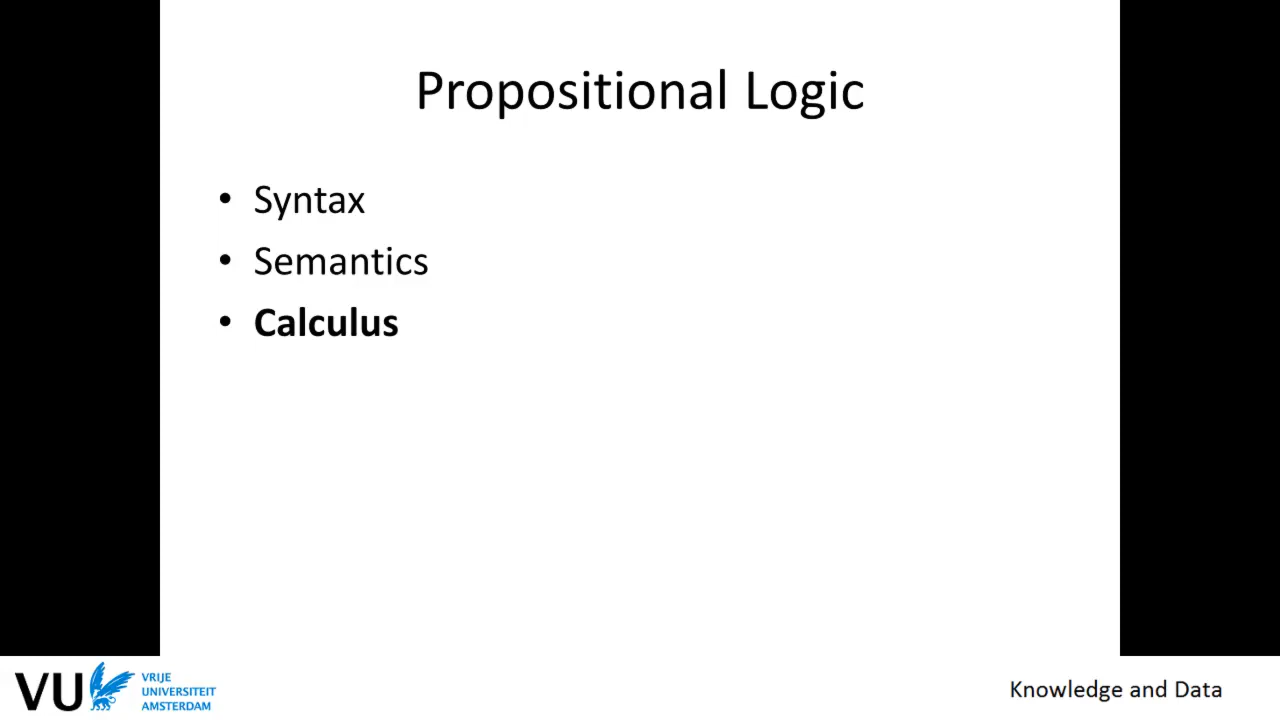 Propositional Logic
• Syntax
• Semantics
• Calculus
VU VRIJE
UNIVERSITEIT
AMSTERDAM
Knowledge and Data